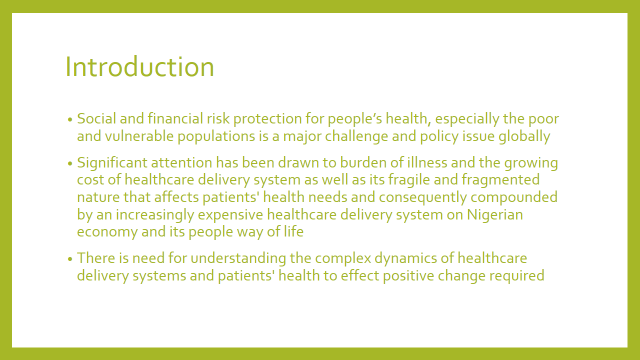 Introduction
• Social and financial risk protection for people’s health, especially the poor
and vulnerable populations is a major challenge and policy issue globally
• Significant attention has been drawn to burden of illness and the growing
cost of healthcare delivery system as well as its fragile and fragmented
nature that affects patients' health needs and consequently compounded
by an increasingly expensive healthcare delivery system on Nigerian
economy and its people way of life
• There is need for understanding the complex dynamics of healthcare
delivery systems and patients' health to effect positive change required